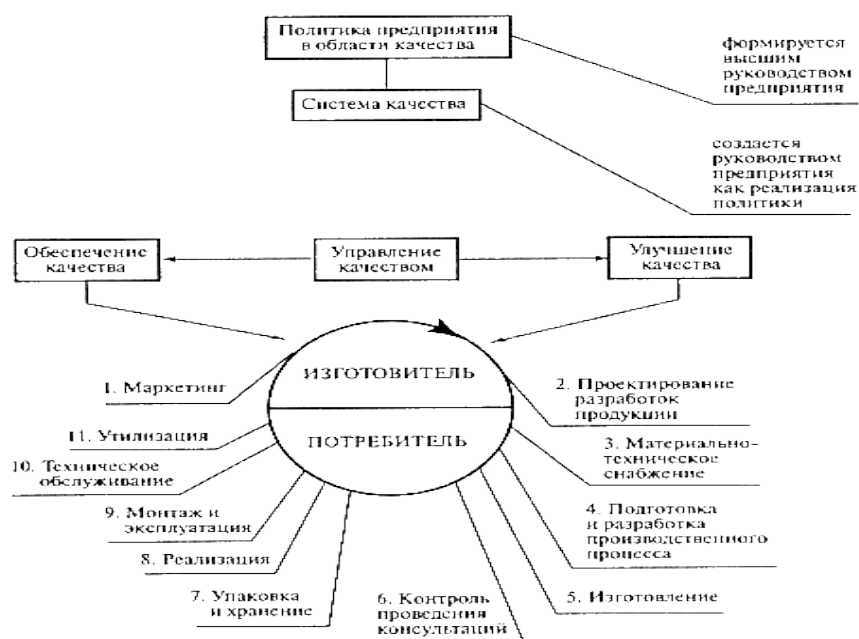 Политика предприятия
в области качества
формируется
высшим
руководством
предприятия
Система качества
создается
руководством
предприятия
как реализация
политики
Обеспечение
качества
Управление
качеством
Улучшение
качества
ИЗГОТОВИТЕЛЬ
ПОТРЕБИТЕЛЬ
1. Маркетинг
2. Проектирование
разработок
продукции
3. Материально-
техническое
снабжение
4. Подготовка
и разработка
производственного
процесса
5. Изготовление
6. Контроль
проведения
консультаций
7. Упаковка
и хранение
8. Реализация
9. Монтаж и
эксплуатация
10. Техническое
обслуживание
11. Утилизация